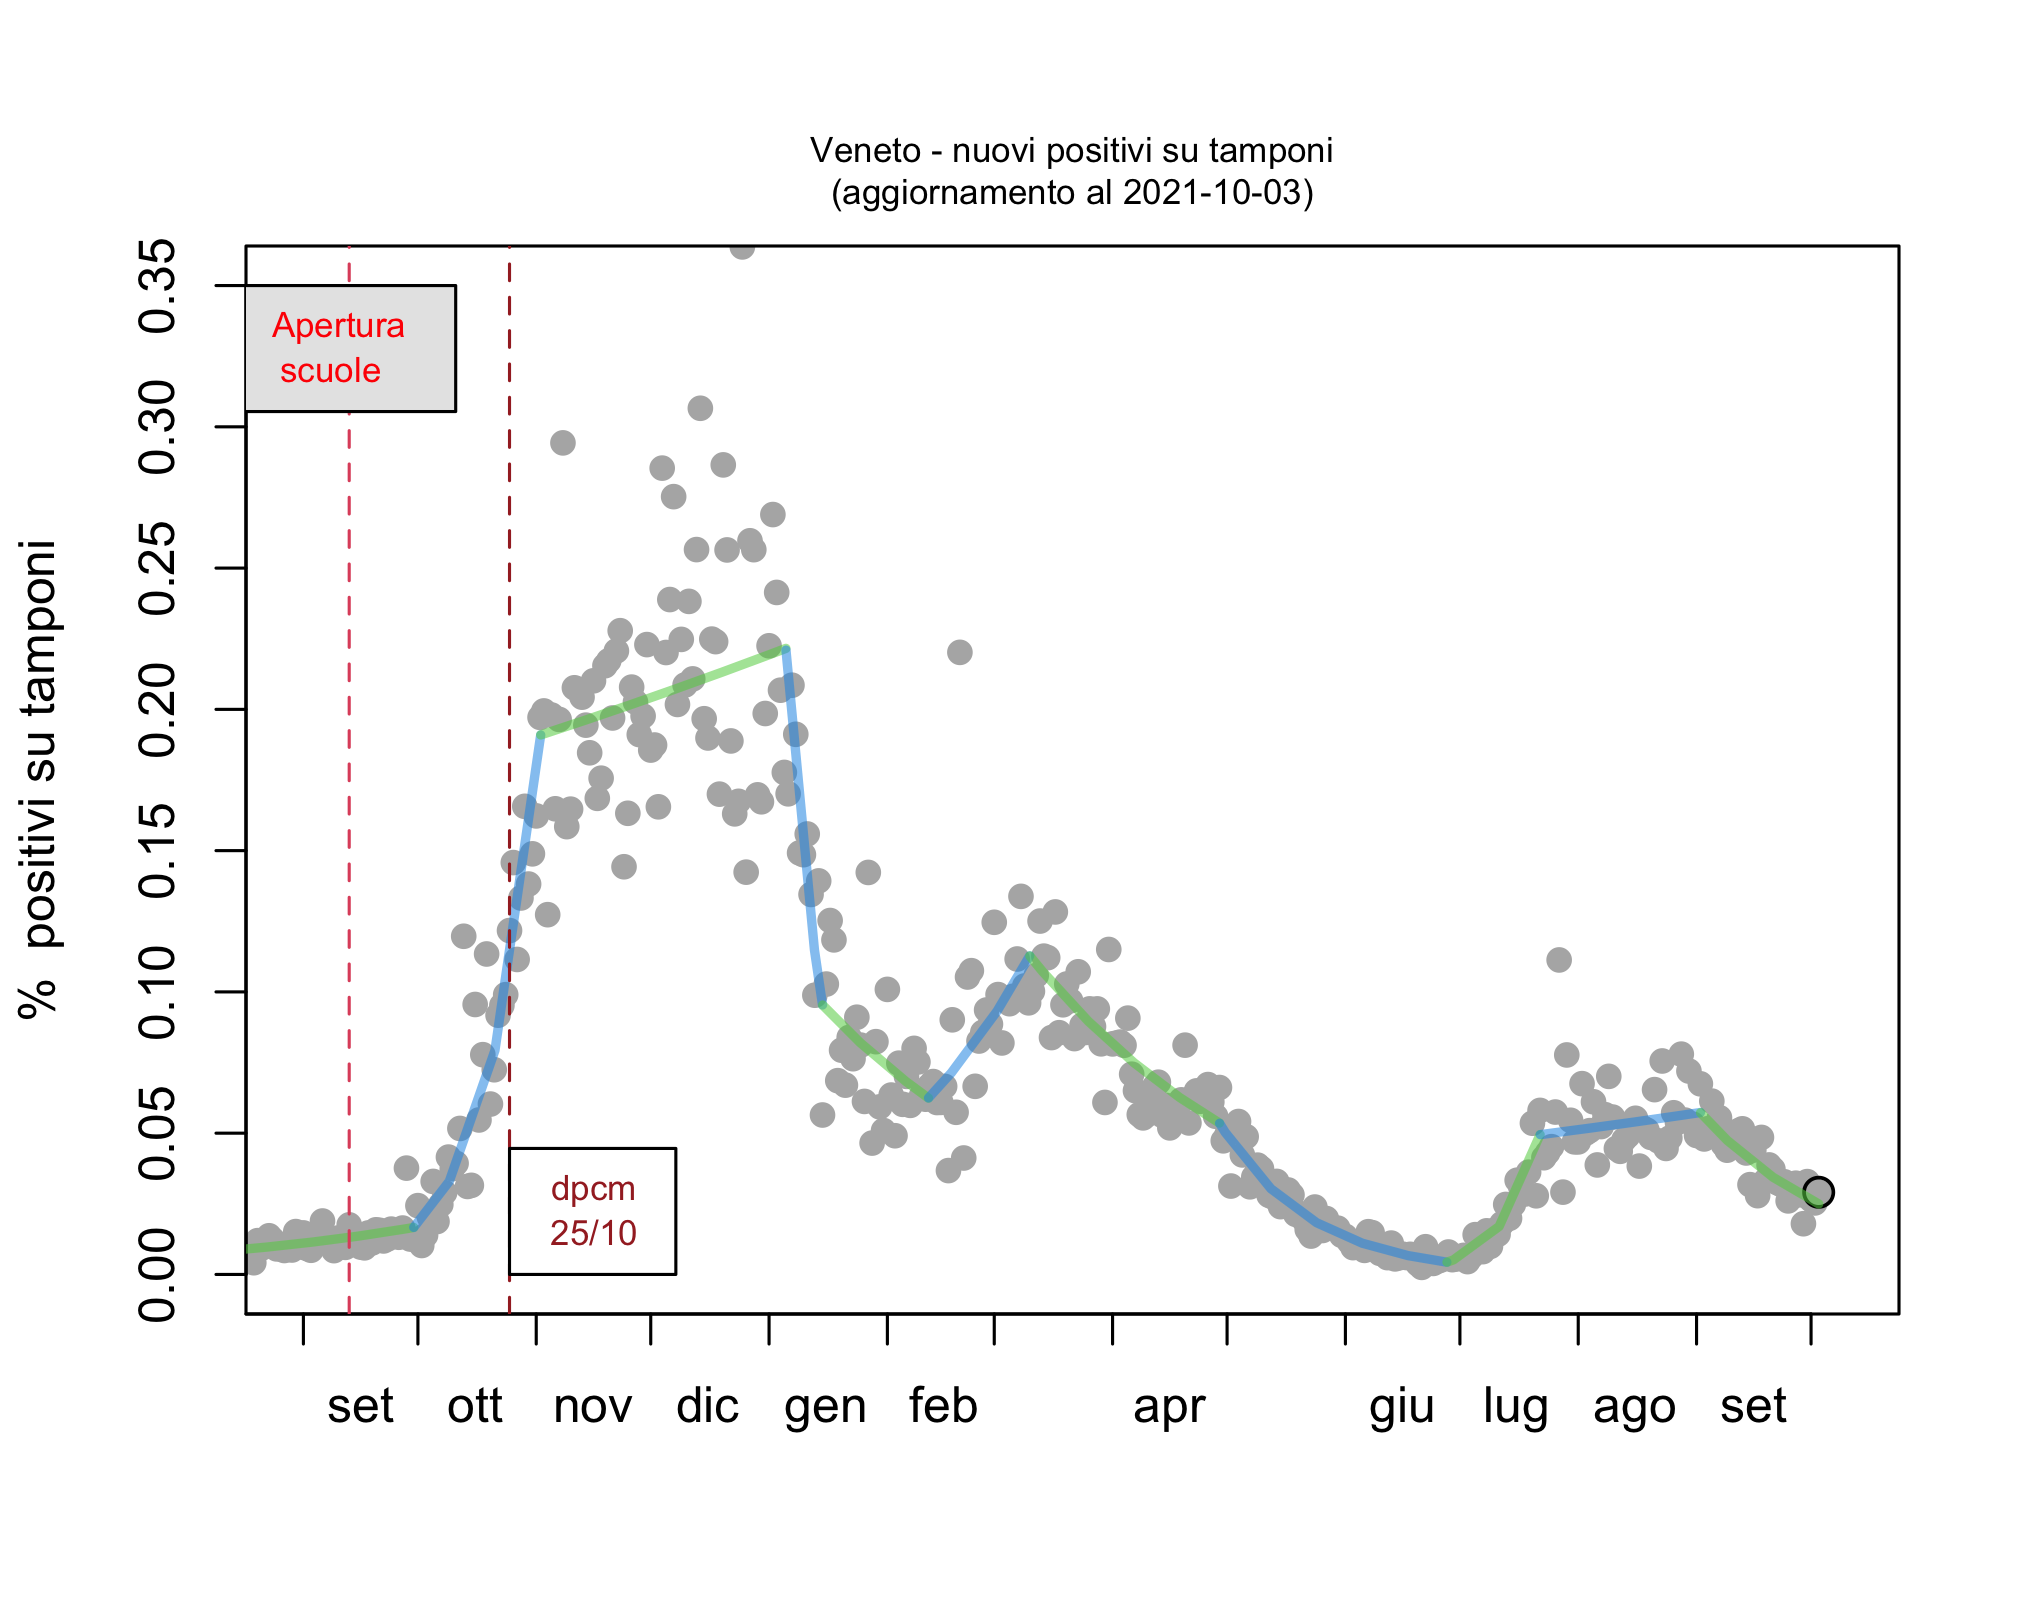 Veneto - nuovi positivi su tamponi
(aggiornamento al 2021-10-03)
% positivi su tamponi
0.35
0.30
0.25
0.20
0.15
0.10
0.05
0.00
Apertura
scuole
dpcm
25/10
set ott nov dic gen feb apr giu lug ago set